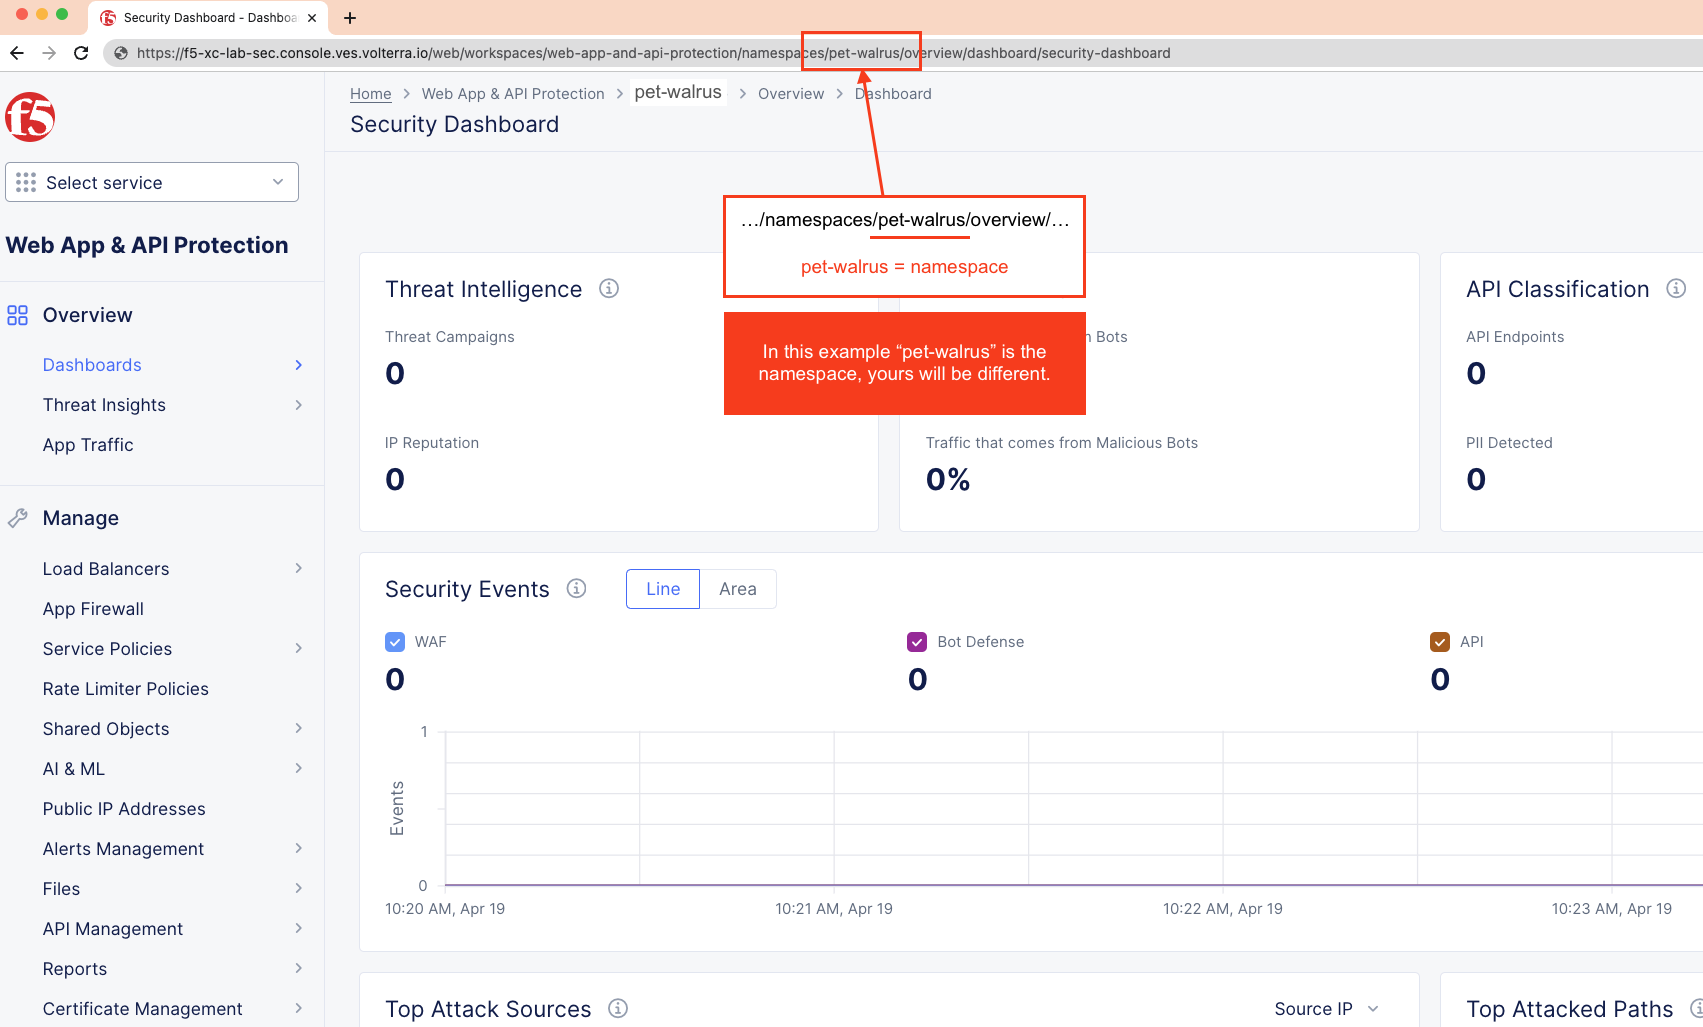 Security Dashboard - Dashboa
https://f5-xc-lab-sec.console.ves.volterra.io/web/workspaces/web-app-and-api-protection/namespaces/pet-walrus/overview/dashboard/security-dashboard
f5
Select service
Web App & API Protection
Overview
Dashboards
Threat Insights
App Traffic
Manage
Load Balancers
App Firewall
Service Policies
Rate Limiter Policies
Shared Objects
AI & ML
Public IP Addresses
Alerts Management
Files
API Management
Reports
Certificate Management
Home > Web App & API Protection > pet-walrus > Overview > Dashboard
Security Dashboard
…/namespaces/pet-walrus/overview/…
pet-walrus = namespace
In this example “pet-walrus” is the
namespace, yours will be different.
Threat Intelligence
Threat Campaigns
0
IP Reputation
0
Bots
Traffic that comes from Malicious Bots
0%
API Classification
API Endpoints
0
PII Detected
0
Security Events
Line
Area
WAF
0
Bot Defense
0
API
0
Events
1
0
10:20 AM, Apr 19
10:21 AM, Apr 19
10:22 AM, Apr 19
10:23 AM, Apr 19
Top Attack Sources
Source IP
Top Attacked Paths